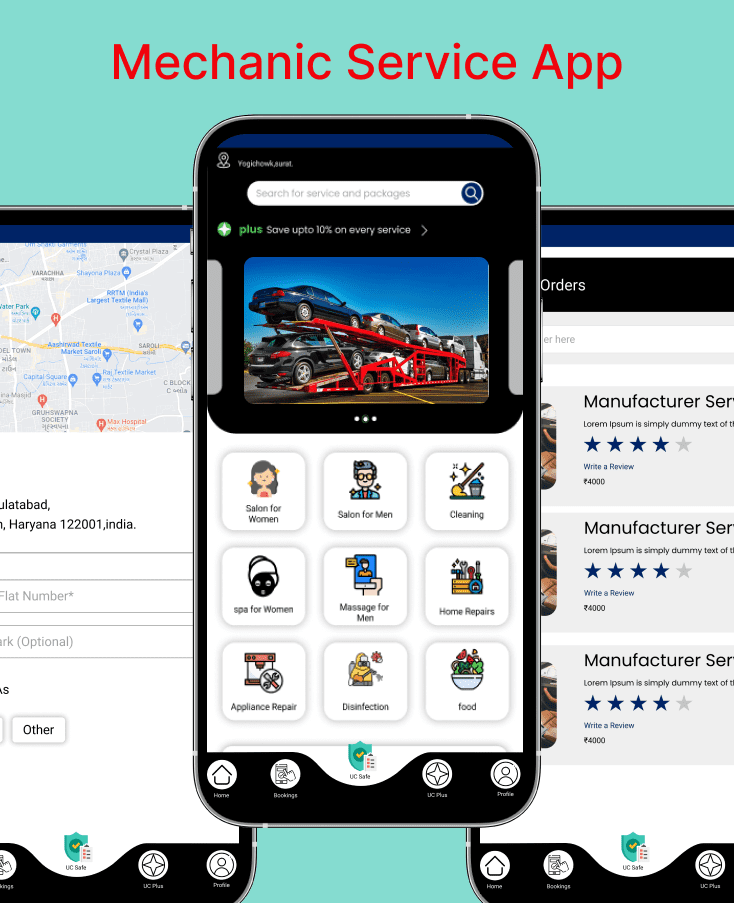 Mechanic Service App
Yogichowk,surat.
Search for service and packages
plus Save upto 10% on every service
Salon for
Women
Salon for Men
Cleaning
spa for Women
Massage for
Men
Home Repairs
Appliance Repair
Disinfection
food
Home
Bookings
UC Safe
UC Plus
Profile
Crystal Plaza
VARACHHA
વરાછા
Shayona Plaza
RRTM (India's
Largest Textile Mall)
Water Park
Aashirwad Textile
Market Saroli
SAROLI
DEL TOWN
Capital Square
Raj Textile Market
C BLOCK
na Masjid
GRUHSWAPNA
SOCIETY
Max Hospital
ulatabad,
n, Haryana 122001,india.
Flat Number*
ark (Optional)
As
Other
kings
UC Safe
UC Plus
Profile
Orders
er here
Manufacturer Serv
Lorem Ipsum is simply dummy text of th
Write a Review
₹4000
Manufacturer Serv
Lorem Ipsum is simply dummy text of th
Write a Review
₹4000
Manufacturer Serv
Lorem Ipsum is simply dummy text of th
Write a Review
₹4000
Home
Bookings
UC Safe
UC Plus